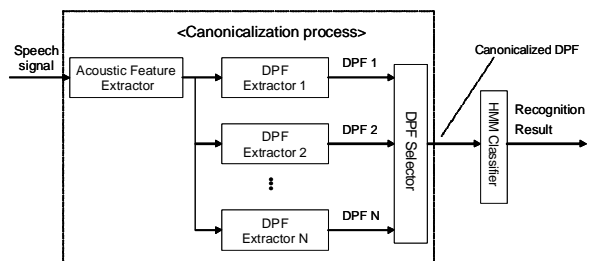 <Canonicalization process>
Speech
signal
Acoustic Feature
Extractor
DPF
Extractor 1
DPF 1
DPF
Extractor 2
DPF 2
DPF
Extractor N
DPF N
DPF Selector
Canonicalized DPF
HMM Classifier
Recognition
Result